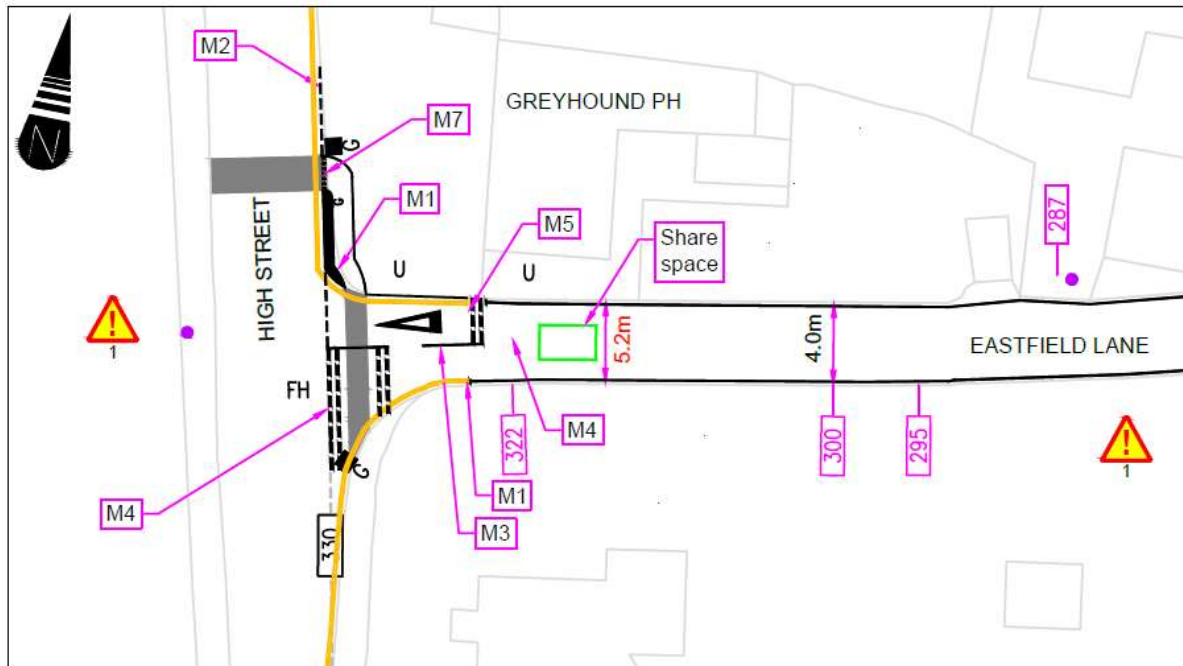 M2
N
GREYHOUND PH
M7
G
287
G
M1
M5
Share
space
HIGH STREET
U
U
!
1
5.2m
4.0m
EASTFIELD LANE
FH
M4
322
300
295
!
1
G
M1
M4
M3
330